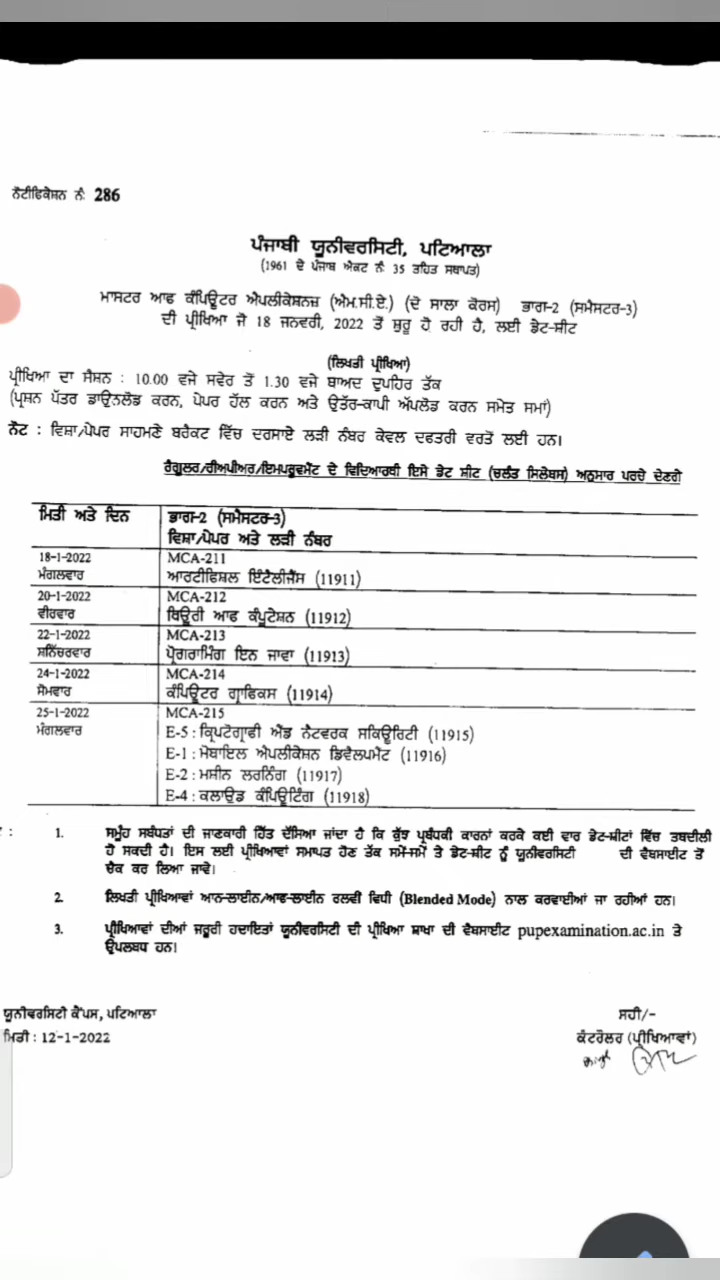 ਨੋਟੀਫਿਕੇਸ਼ਨ ਨੰ: 286
ਪੰਜਾਬੀ ਯੂਨੀਵਰਸਿਟੀ, ਪਟਿਆਲਾ
(1961 ਦੇ ਪੰਜਾਬ ਐਕਟ ਨੰ: 35 ਤਹਿਤ ਸਥਾਪਤ)
ਮਾਸਟਰ ਆਫ ਕੰਪਿਊਟਰ ਐਪਲੀਕੇਸ਼ਨਜ਼ (ਐਮ.ਸੀ.ਏ.) (ਦੋ ਸਾਲਾ ਕੋਰਸ) ਭਾਗ-2 (ਸਮੈਸਟਰ-3)
ਦੀ ਪ੍ਰੀਖਿਆ ਜੋ 18 ਜਨਵਰੀ, 2022 ਤੋਂ ਸ਼ੁਰੂ ਹੋ ਰਹੀ ਹੈ, ਲਈ ਡੇਟ-ਸ਼ੀਟ
(ਲਿਖਤੀ ਪ੍ਰੀਖਿਆ)
ਪ੍ਰੀਖਿਆ ਦਾ ਸੈਸ਼ਨ : 10.00 ਵਜੇ ਸਵੇਰ ਤੋਂ 1.30 ਵਜੇ ਬਾਅਦ ਦੁਪਹਿਰ ਤੱਕ
(ਪ੍ਰਸ਼ਨ ਪੱਤਰ ਡਾਊਨਲੋਡ ਕਰਨ, ਪੇਪਰ ਹੱਲ ਕਰਨ ਅਤੇ ਉਤੱਰ-ਕਾਪੀ ਅੱਪਲੋਡ ਕਰਨ ਸਮੇਤ ਸਮਾਂ)
ਨੋਟ : ਵਿਸ਼ਾ/ਪੇਪਰ ਸਾਹਮਣੇ ਬਰੈਕਟ ਵਿੱਚ ਦਰਸਾਏ ਲੜੀ ਨੰਬਰ ਕੇਵਲ ਦਫਤਰੀ ਵਰਤੋਂ ਲਈ ਹਨ।
ਰੈਗੂਲਰ/ਰੀਅਪੀਅਰ/ਇਮਪਰੂਵਮੈਂਟ ਦੇ ਵਿਦਿਆਰਥੀ ਇਸੇ ਡੇਟ ਸ਼ੀਟ (ਚਲੰਤ ਸਿਲੇਬਸ) ਅਨੁਸਾਰ ਪਰਚੇ ਦੇਣਗੇ
ਮਿਤੀ ਅਤੇ ਦਿਨ ਭਾਗ-2 (ਸਮੈਸਟਰ-3)
ਵਿਸ਼ਾ/ਪੇਪਰ ਅਤੇ ਲੜੀ ਨੰਬਰ
18-1-2022 MCA-211
ਮੰਗਲਵਾਰ ਆਰਟੀਫਿਸ਼ਲ ਇੰਟੈਲੀਜੈਂਸ (11911)
20-1-2022 MCA-212
ਵੀਰਵਾਰ ਥਿਊਰੀ ਆਫ ਕੰਪੂਟੇਸ਼ਨ (11912)
22-1-2022 MCA-213
ਸ਼ਨਿੱਚਰਵਾਰ ਪ੍ਰੋਗਰਾਮਿੰਗ ਇਨ ਜਾਵਾ (11913)
24-1-2022 MCA-214
ਸੋਮਵਾਰ ਕੰਪਿਊਟਰ ਗ੍ਰਾਫਿਕਸ (11914)
25-1-2022 MCA-215
ਮੰਗਲਵਾਰ E-5 : ਕ੍ਰਿਪਟੋਗ੍ਰਾਫੀ ਐਂਡ ਨੈਟਵਰਕ ਸਕਿਊਰਿਟੀ (11915)
E-1 : ਮੋਬਾਇਲ ਐਪਲੀਕੇਸ਼ਨ ਡਿਵੈਲਪਮੈਂਟ (11916)
E-2 : ਮਸ਼ੀਨ ਲਰਨਿੰਗ (11917)
E-4 : ਕਲਾਉਡ ਕੰਪਿਊਟਿੰਗ (11918)
: 1. ਸਮੂੰਹ ਸਬੰਧਤਾਂ ਦੀ ਜਾਣਕਾਰੀ ਹਿੱਤ ਦੱਸਿਆ ਜਾਂਦਾ ਹੈ ਕਿ ਕੁੱਝ ਪ੍ਰਬੰਧਕੀ ਕਾਰਨਾਂ ਕਰਕੇ ਕਈ ਵਾਰ ਡੇਟ-ਸ਼ੀਟਾਂ ਵਿੱਚ ਤਬਦੀਲੀ
ਹੋ ਸਕਦੀ ਹੈ। ਇਸ ਲਈ ਪ੍ਰੀਖਿਆਵਾਂ ਸਮਾਪਤ ਹੋਣ ਤੱਕ ਸਮੇਂ-ਸਮੇਂ ਤੇ ਡੇਟ-ਸ਼ੀਟ ਨੂੰ ਯੂਨੀਵਰਸਿਟੀ ਦੀ ਵੈਬਸਾਈਟ ਤੋਂ
ਚੈਕ ਕਰ ਲਿਆ ਜਾਵੇ।
2. ਲਿਖਤੀ ਪ੍ਰੀਖਿਆਵਾਂ ਆਨ-ਲਾਈਨ/ਆਫ-ਲਾਈਨ ਰਲਵੀਂ ਵਿਧੀ (Blended Mode) ਨਾਲ ਕਰਵਾਈਆਂ ਜਾ ਰਹੀਆਂ ਹਨ।
3. ਪ੍ਰੀਖਿਆਵਾਂ ਦੀਆਂ ਜ਼ਰੂਰੀ ਹਦਾਇਤਾਂ ਯੂਨੀਵਰਸਿਟੀ ਦੀ ਪ੍ਰੀਖਿਆ ਸ਼ਾਖਾ ਦੀ ਵੈਬਸਾਈਟ pupexamination.ac.in ਤੇ
ਉਪਲਬਧ ਹਨ।
ਯੂਨੀਵਰਸਿਟੀ ਕੈਂਪਸ, ਪਟਿਆਲਾ ਸਹੀ/-
ਮਿਤੀ : 12-1-2022 ਕੰਟਰੋਲਰ (ਪ੍ਰੀਖਿਆਵਾਂ)